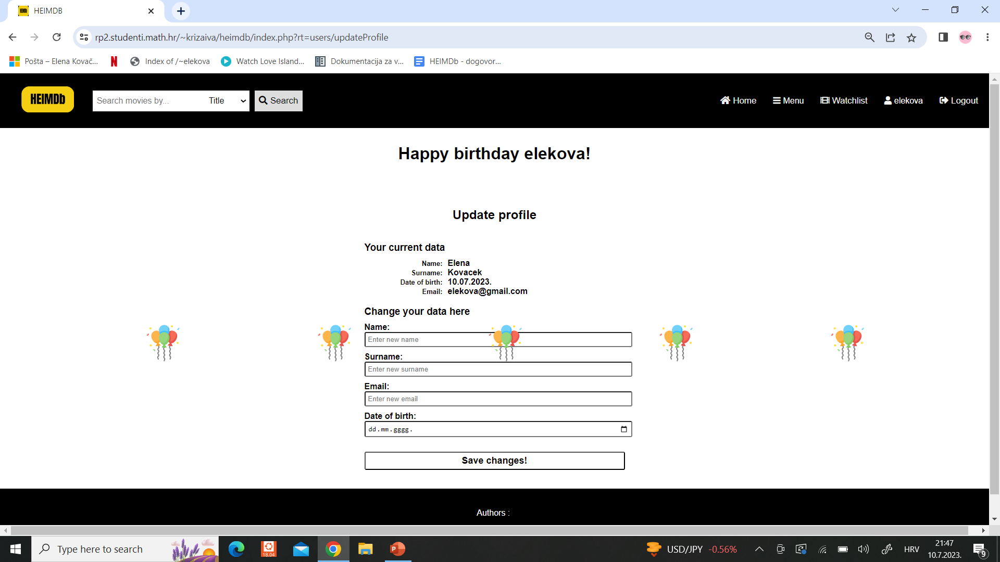 HEIMDB
rp2.studenti.math.hr/~krizaiva/heimdb/index.php?rt=users/updateProfile
Pošta – Elena Kovač... Index of /~elekova Watch Love Island... Dokumentacija za v... HEIMDb - dogovor...
HEIMDb Search movies by... Title Search Home Menu Watchlist elekova Logout
Happy birthday elekova!
Update profile
Your current data
Name: Elena
Surname: Kovacek
Date of birth: 10.07.2023.
Email: elekova@gmail.com
Change your data here
Name:
Enter new name
Surname:
Enter new surname
Email:
Enter new email
Date of birth:
dd.mm.gggg.
Save changes!
Authors :
Type here to search 18.04 USD/JPY -0.56% HRV 21:47
10.7.2023. 9